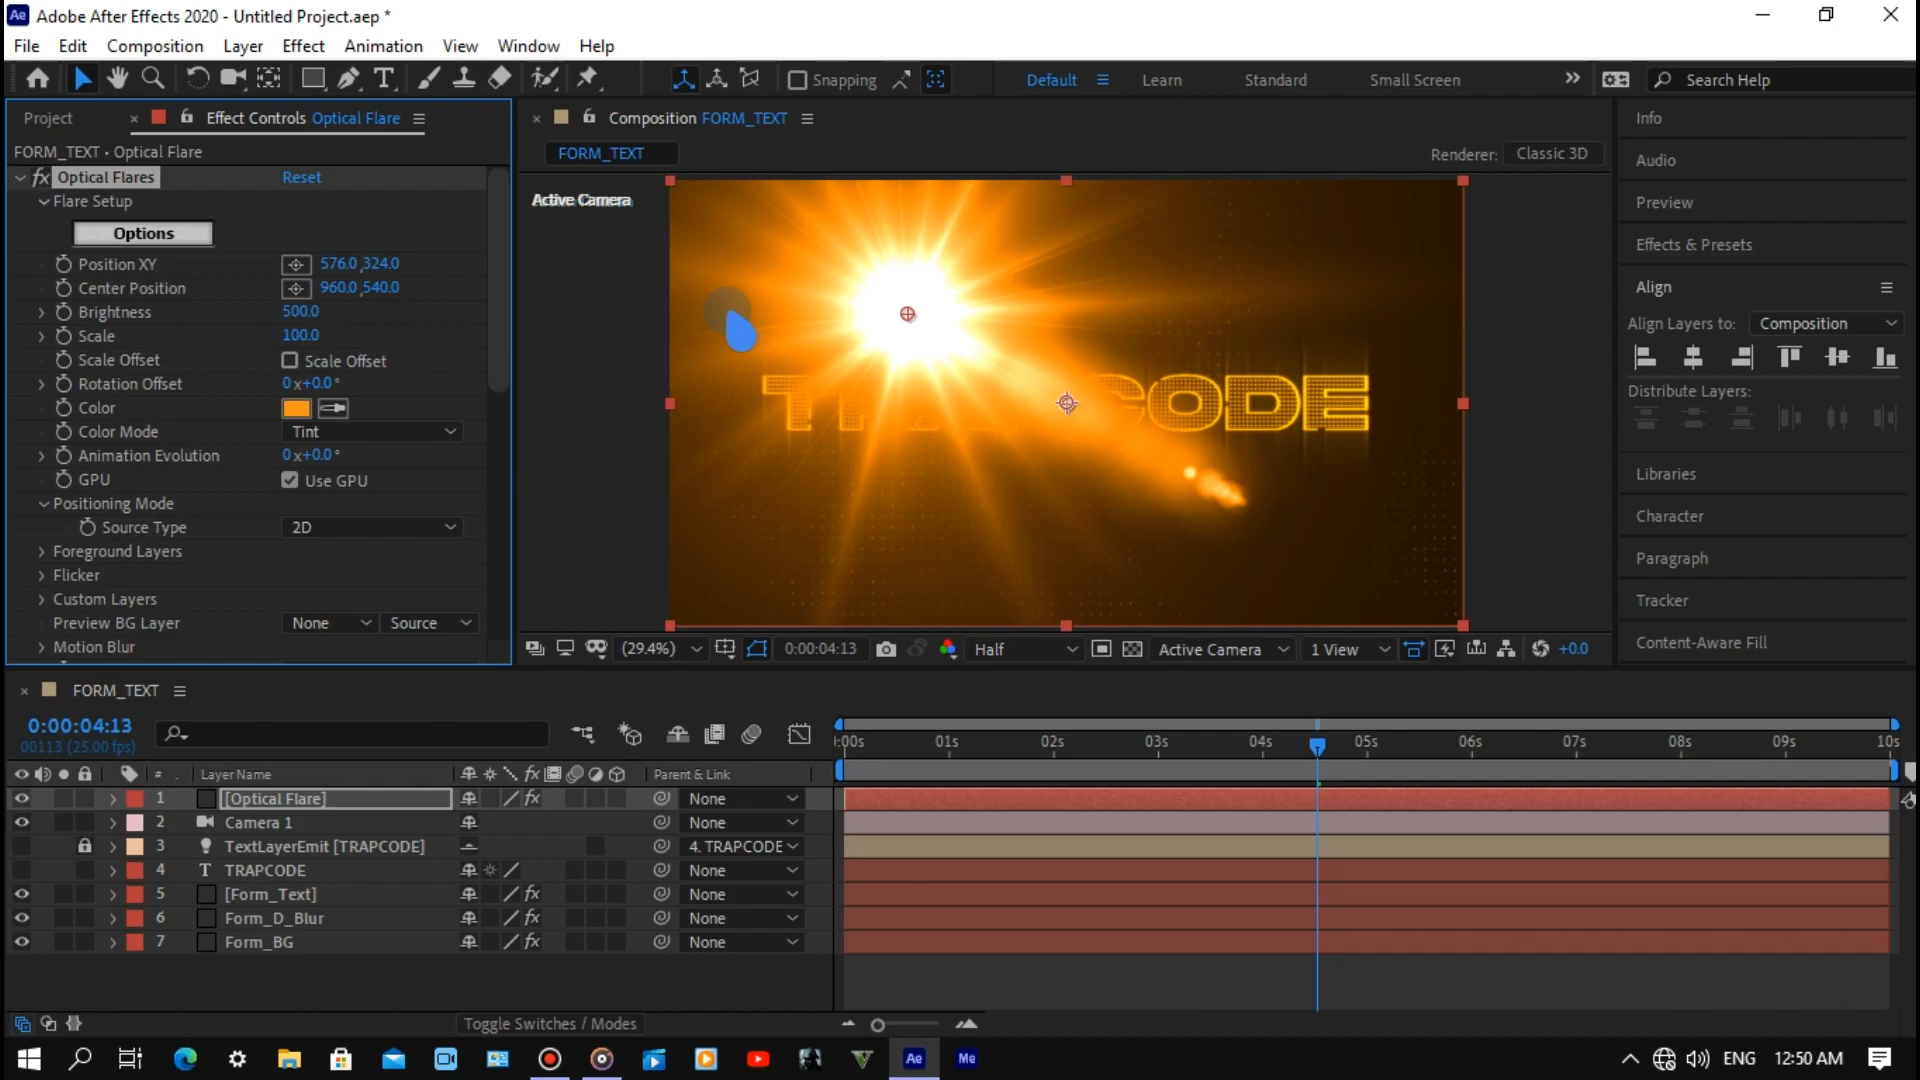 Ae Adobe After Effects 2020 - Untitled Project.aep *
File Edit Composition Layer Effect Animation View Window Help
Snapping Default Learn Standard Small Screen Search Help
Project Effect Controls Optical Flare Composition FORM_TEXT Info
FORM_TEXT • Optical Flare FORM_TEXT Renderer: Classic 3D Audio
fx Optical Flares Reset
Flare Setup Active Camera Preview
Options
Effects & Presets
Position XY 576.0,324.0
Center Position 960.0,540.0 Align
Brightness 500.0
Align Layers to: Composition
Scale 100.0
Scale Offset Scale Offset
Rotation Offset 0x+0.0°
Distribute Layers:
Color
Color Mode Tint
Animation Evolution 0x+0.0°
Libraries
GPU Use GPU
Positioning Mode
Character
Source Type 2D
Foreground Layers
Paragraph
Flicker
Custom Layers Tracker
Preview BG Layer None Source
Motion Blur (29.4%) 0:00:04:13 Half Active Camera 1 View +0.0 Content-Aware Fill
CODE
FORM_TEXT
0:00:04:13
00113 (25.00 fps)
:00s 01s 02s 03s 04s 05s 06s 07s 08s 09s 10s
# . Layer Name fx Parent & Link
1 [Optical Flare] fx None
2 Camera 1 None
3 TextLayerEmit [TRAPCODE] 4. TRAPCODE
4 T TRAPCODE None
5 [Form_Text] fx None
6 Form_D_Blur fx None
7 Form_BG fx None
Toggle Switches / Modes
Ae Me ENG 12:50 AM